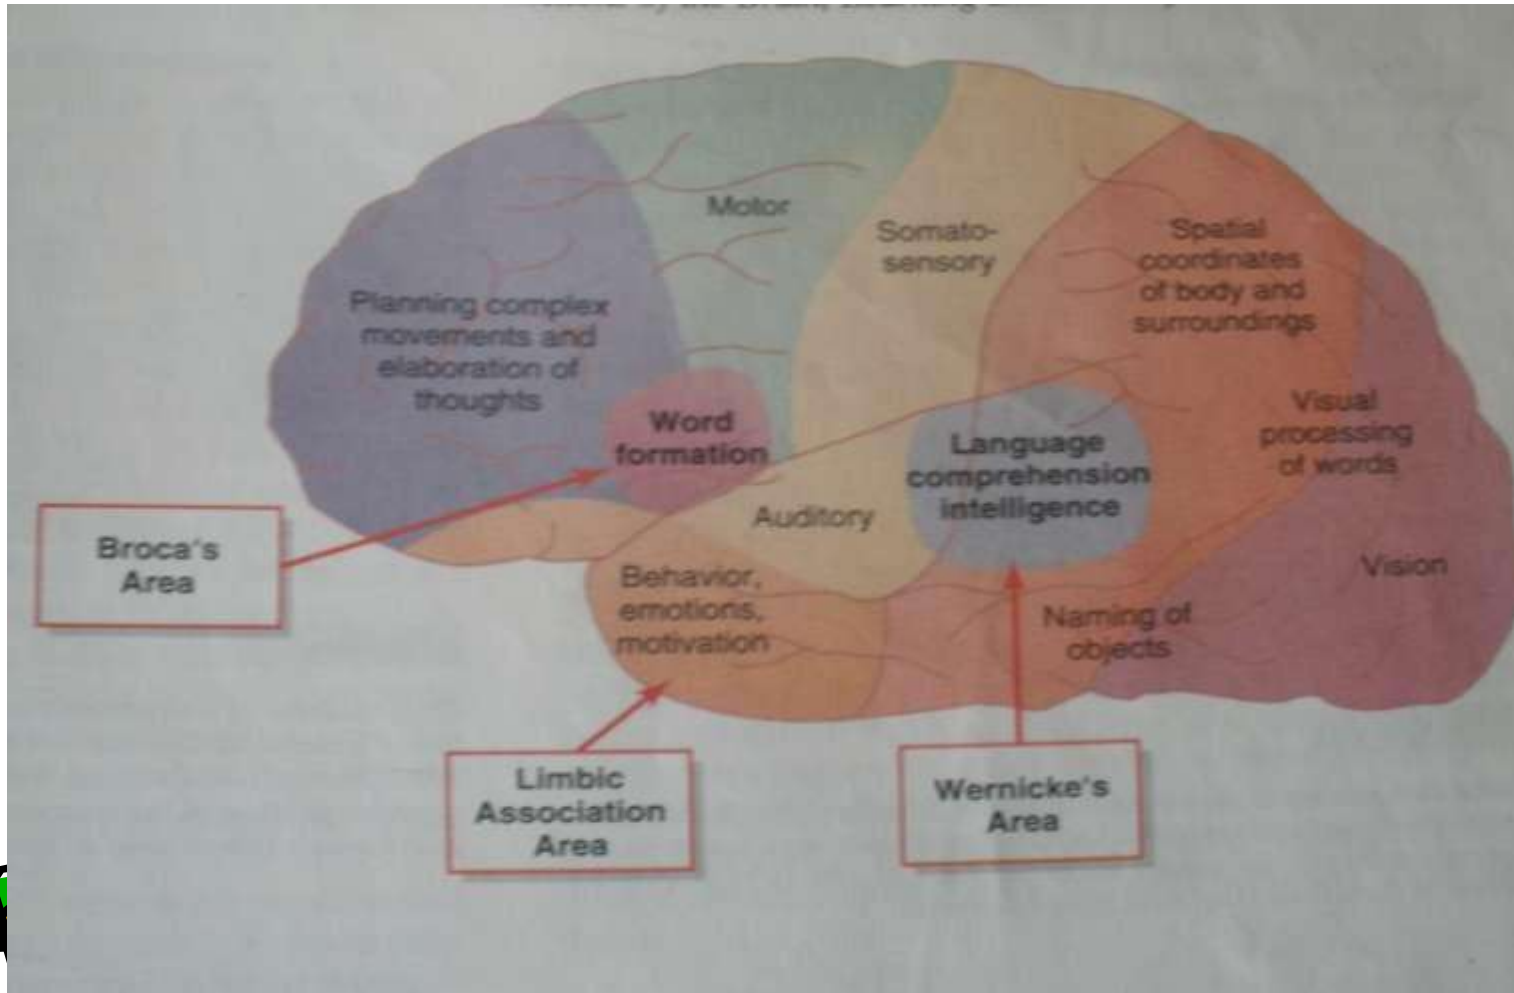 Motor
Somato-
sensory
Spatial
coordinates
of body and
surroundings
Planning complex
movements and
elaboration of
thoughts
Word
formation
Language
comprehension
intelligence
Visual
processing
of words
Auditory
Vision
Broca's
Area
Behavior,
emotions,
motivation
Naming of
objects
Limbic
Association
Area
Wernicke's
Area